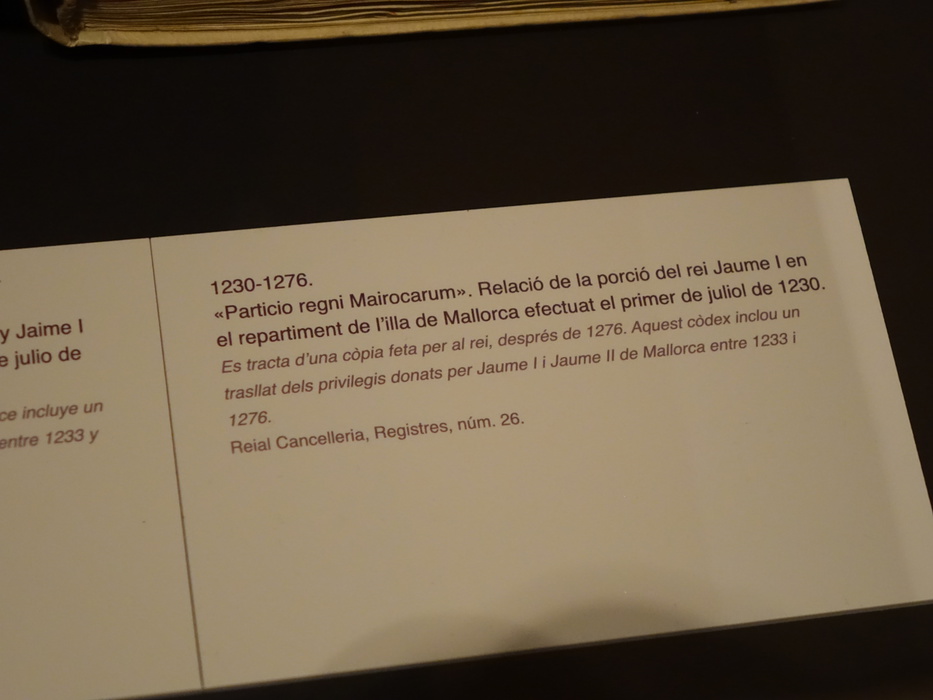 y Jaime I
e julio de
ce incluye un
entre 1233 y
1230-1276.
«Particio regni Mairocarum». Relació de la porció del rei Jaume I en
el repartiment de l'illa de Mallorca efectuat el primer de juliol de 1230.
Es tracta d'una còpia feta per al rei, després de 1276. Aquest còdex inclou un
trasllat dels privilegis donats per Jaume I i Jaume II de Mallorca entre 1233 i
1276.
Reial Cancelleria, Registres, núm. 26.